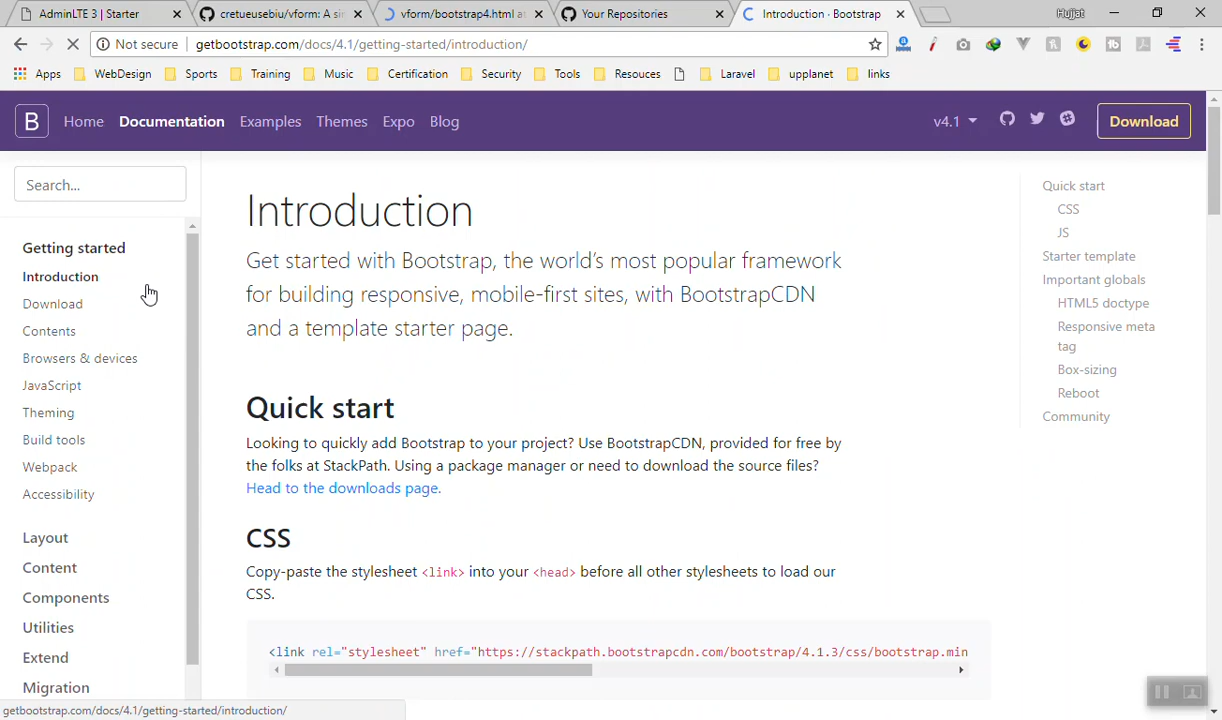 AdminLTE 3 | Starter
cretueusebiu/vform: A sir
vform/bootstrap4.html at
Your Repositories
Introduction · Bootstrap
Hujjat
Not secure
getbootstrap.com/docs/4.1/getting-started/introduction/
Apps
WebDesign
Sports
Training
Music
Certification
Security
Tools
Resouces
Laravel
upplanet
links
B
Home
Documentation
Examples
Themes
Expo
Blog
v4.1
Download
Search...
Getting started
Introduction
Download
Contents
Browsers & devices
JavaScript
Theming
Build tools
Webpack
Accessibility
Layout
Content
Components
Utilities
Extend
Migration
Introduction
Get started with Bootstrap, the world's most popular framework
for building responsive, mobile-first sites, with BootstrapCDN
and a template starter page.
Quick start
Looking to quickly add Bootstrap to your project? Use BootstrapCDN, provided for free by
the folks at StackPath. Using a package manager or need to download the source files?
Head to the downloads page.
CSS
Copy-paste the stylesheet <link> into your <head> before all other stylesheets to load our
CSS.
<link rel="stylesheet" href="https://stackpath.bootstrapcdn.com/bootstrap/4.1.3/css/bootstrap.min
Quick start
CSS
JS
Starter template
Important globals
HTML5 doctype
Responsive meta
tag
Box-sizing
Reboot
Community
getbootstrap.com/docs/4.1/getting-started/introduction/